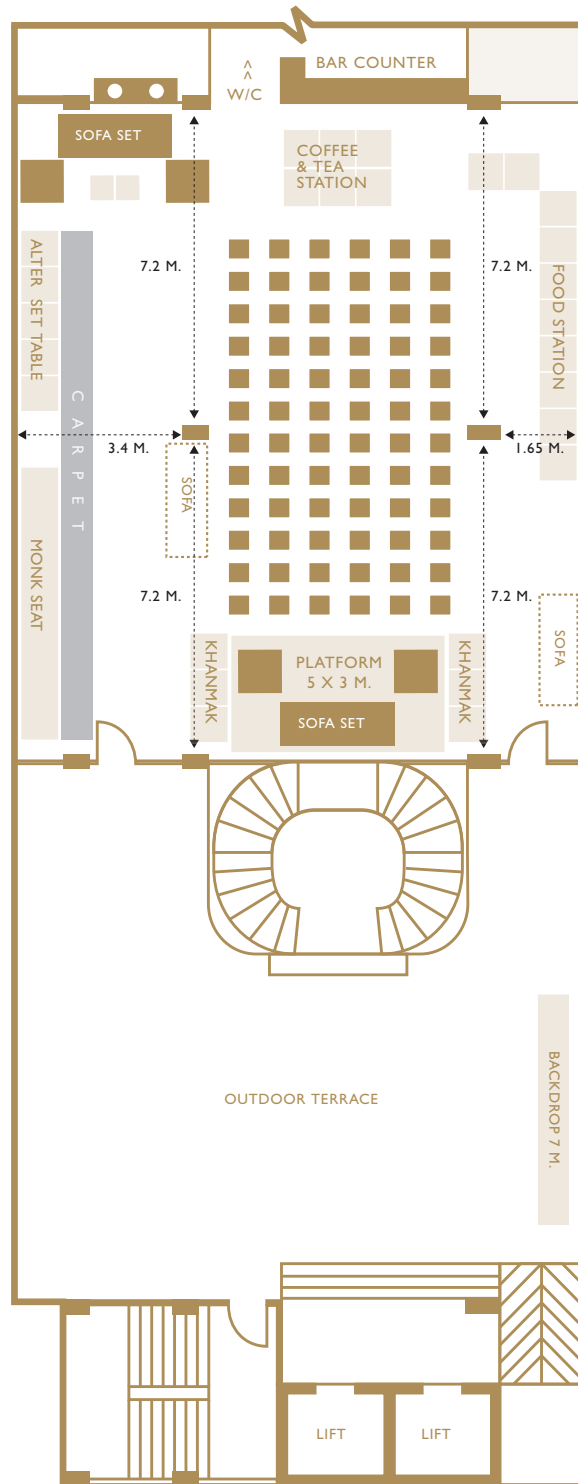 BAR COUNTER
^
^
W/C
SOFA SET
COFFEE
& TEA
STATION
7.2 M.
7.2 M.
ALTER SET TABLE
FOOD STATION
CARPET
3.4 M.
1.65 M.
SOFA
MONK SEAT
7.2 M.
7.2 M.
SOFA
KHANMAK
PLATFORM
5 X 3 M.
KHANMAK
SOFA SET
BACKDROP 7 M.
OUTDOOR TERRACE
LIFT
LIFT